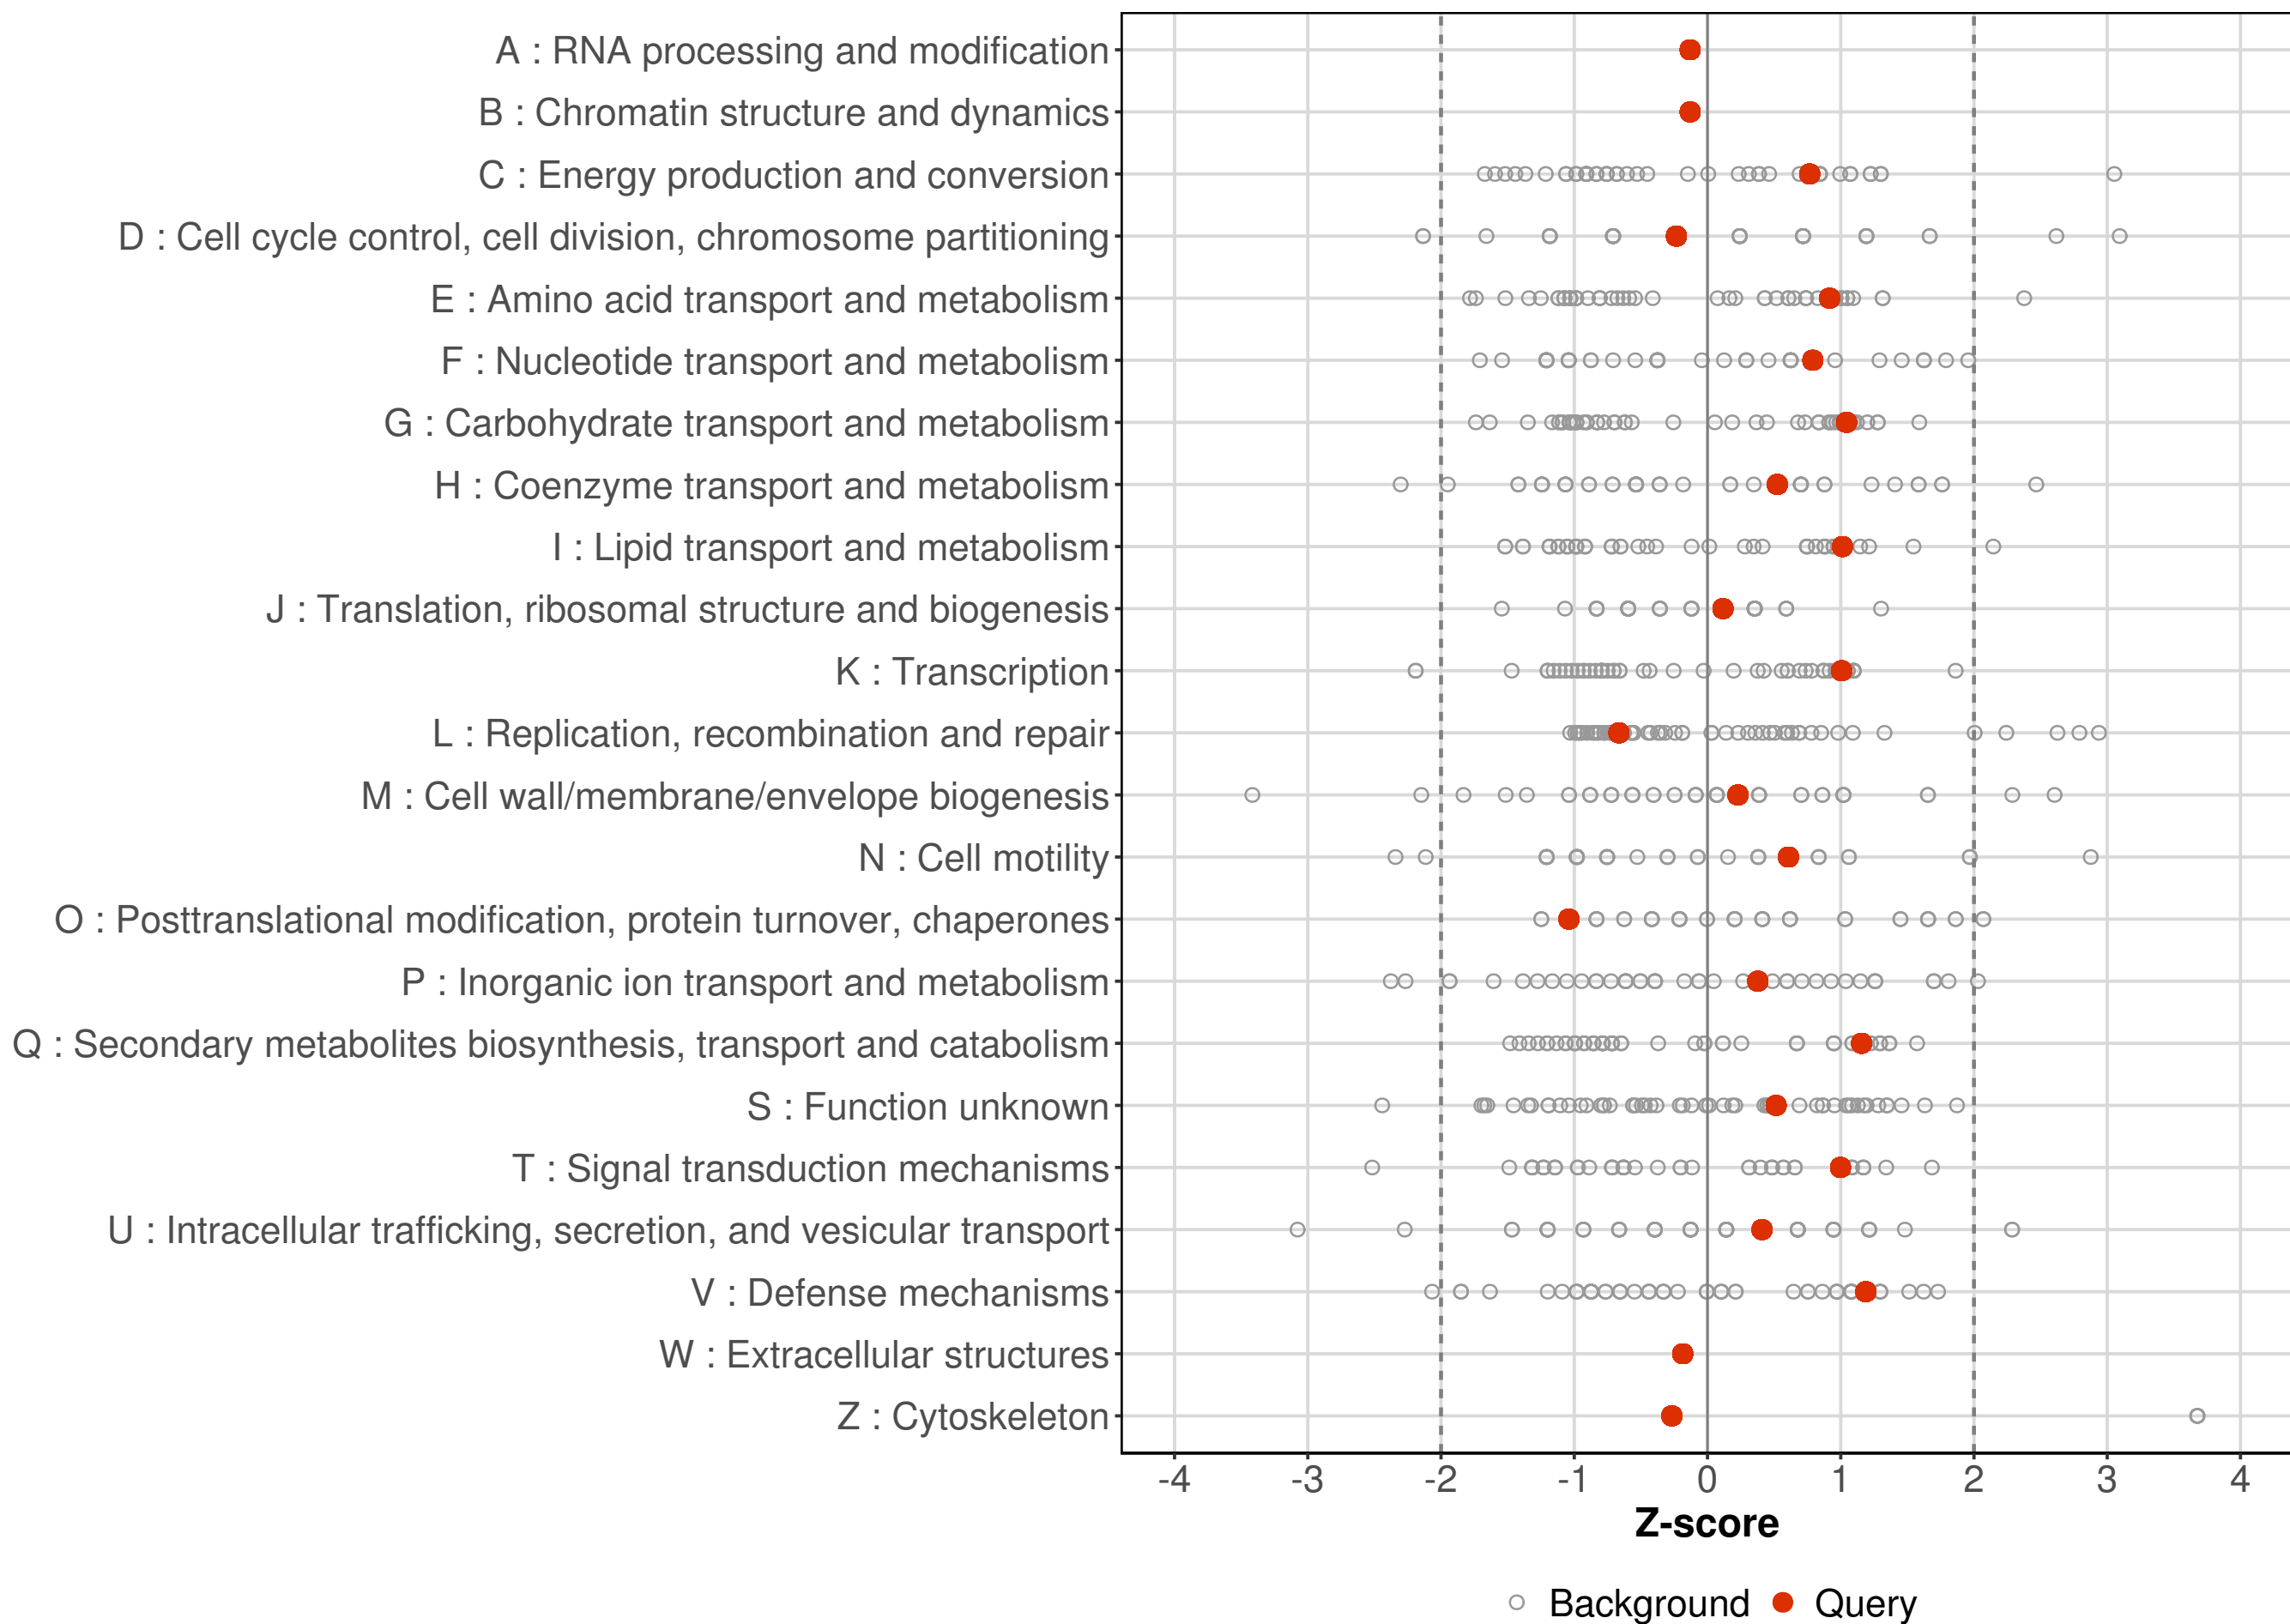 A : RNA processing and modification
B : Chromatin structure and dynamics
C : Energy production and conversion
D : Cell cycle control, cell division, chromosome partitioning
E : Amino acid transport and metabolism
F : Nucleotide transport and metabolism
G : Carbohydrate transport and metabolism
H : Coenzyme transport and metabolism
I : Lipid transport and metabolism
J : Translation, ribosomal structure and biogenesis
K : Transcription
L : Replication, recombination and repair
M : Cell wall/membrane/envelope biogenesis
N : Cell motility
O : Posttranslational modification, protein turnover, chaperones
P : Inorganic ion transport and metabolism
Q : Secondary metabolites biosynthesis, transport and catabolism
S : Function unknown
T : Signal transduction mechanisms
U : Intracellular trafficking, secretion, and vesicular transport
V : Defense mechanisms
W : Extracellular structures
Z : Cytoskeleton
-4 -3 -2 -1 0 1 2 3 4
Z-score
Background Query